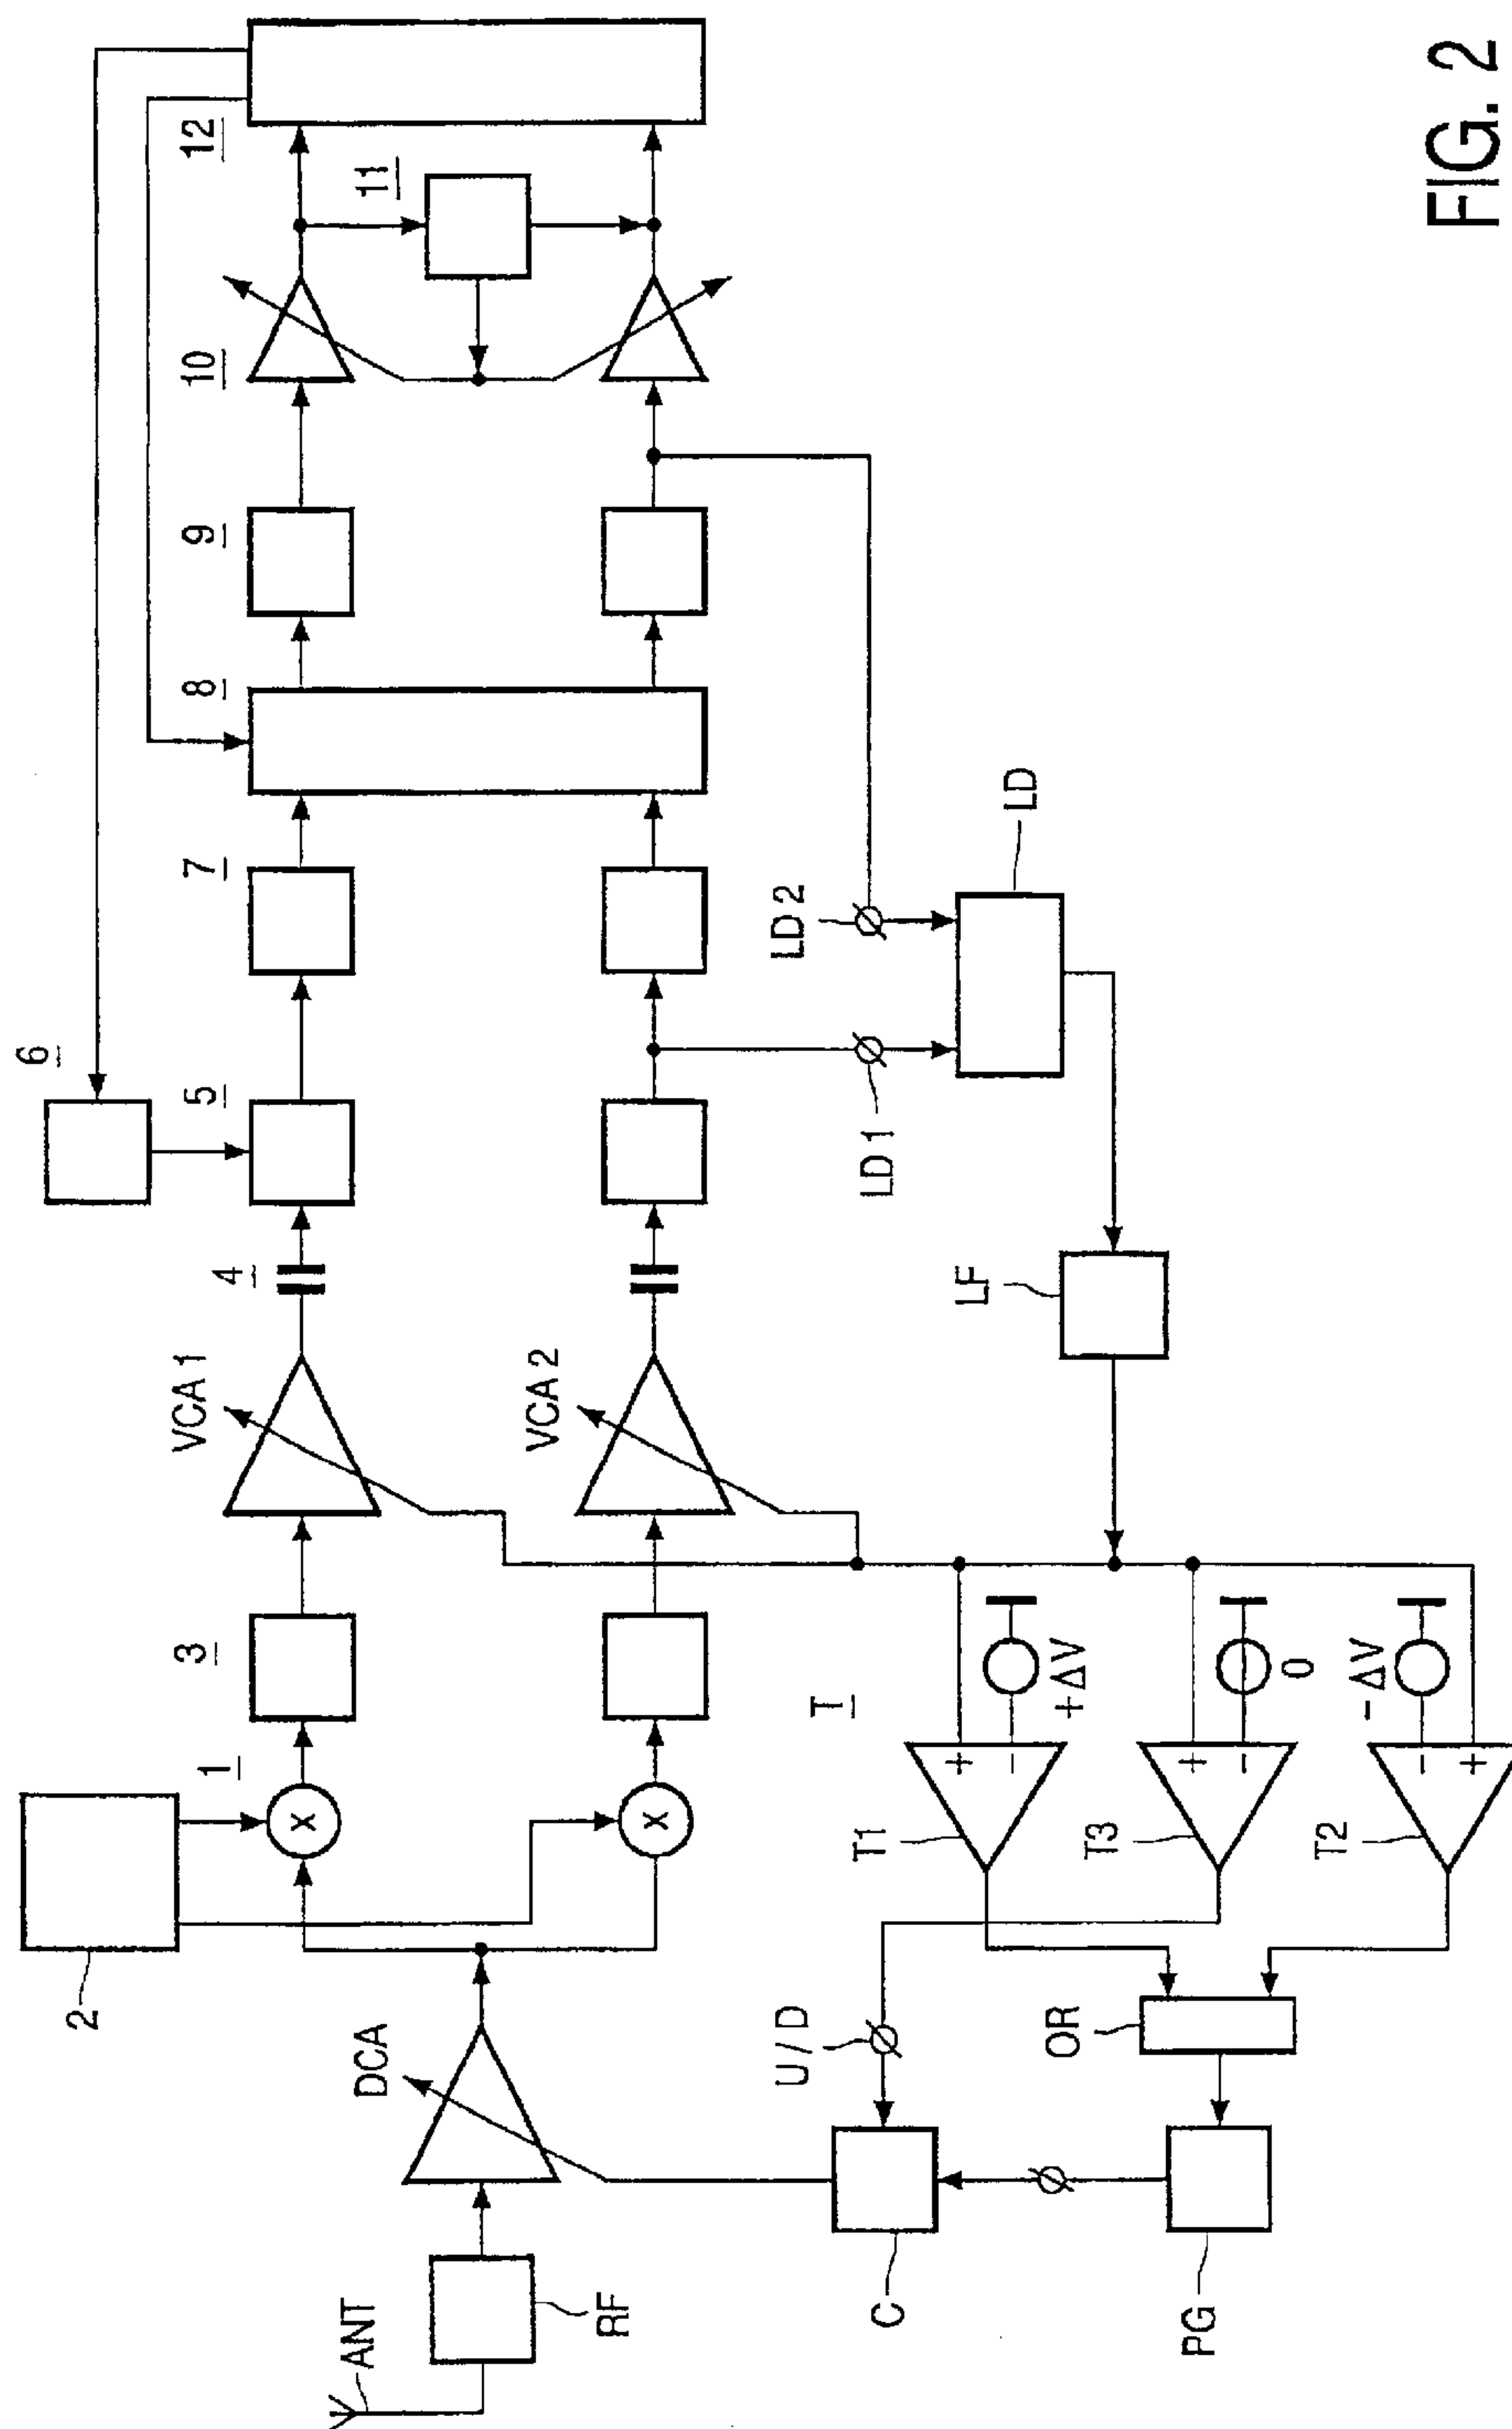 6
12
11
10
9
8
7
5
4
VCA 1
VCA 2
3
1
2
DCA
ANT
RF
x
x
LD 2
LD 1
LD
LF
T
+
−
+ΔV
+
−
0
−ΔV
−
+
T1
T3
T2
U / D
OR
C
PG
FIG. 2